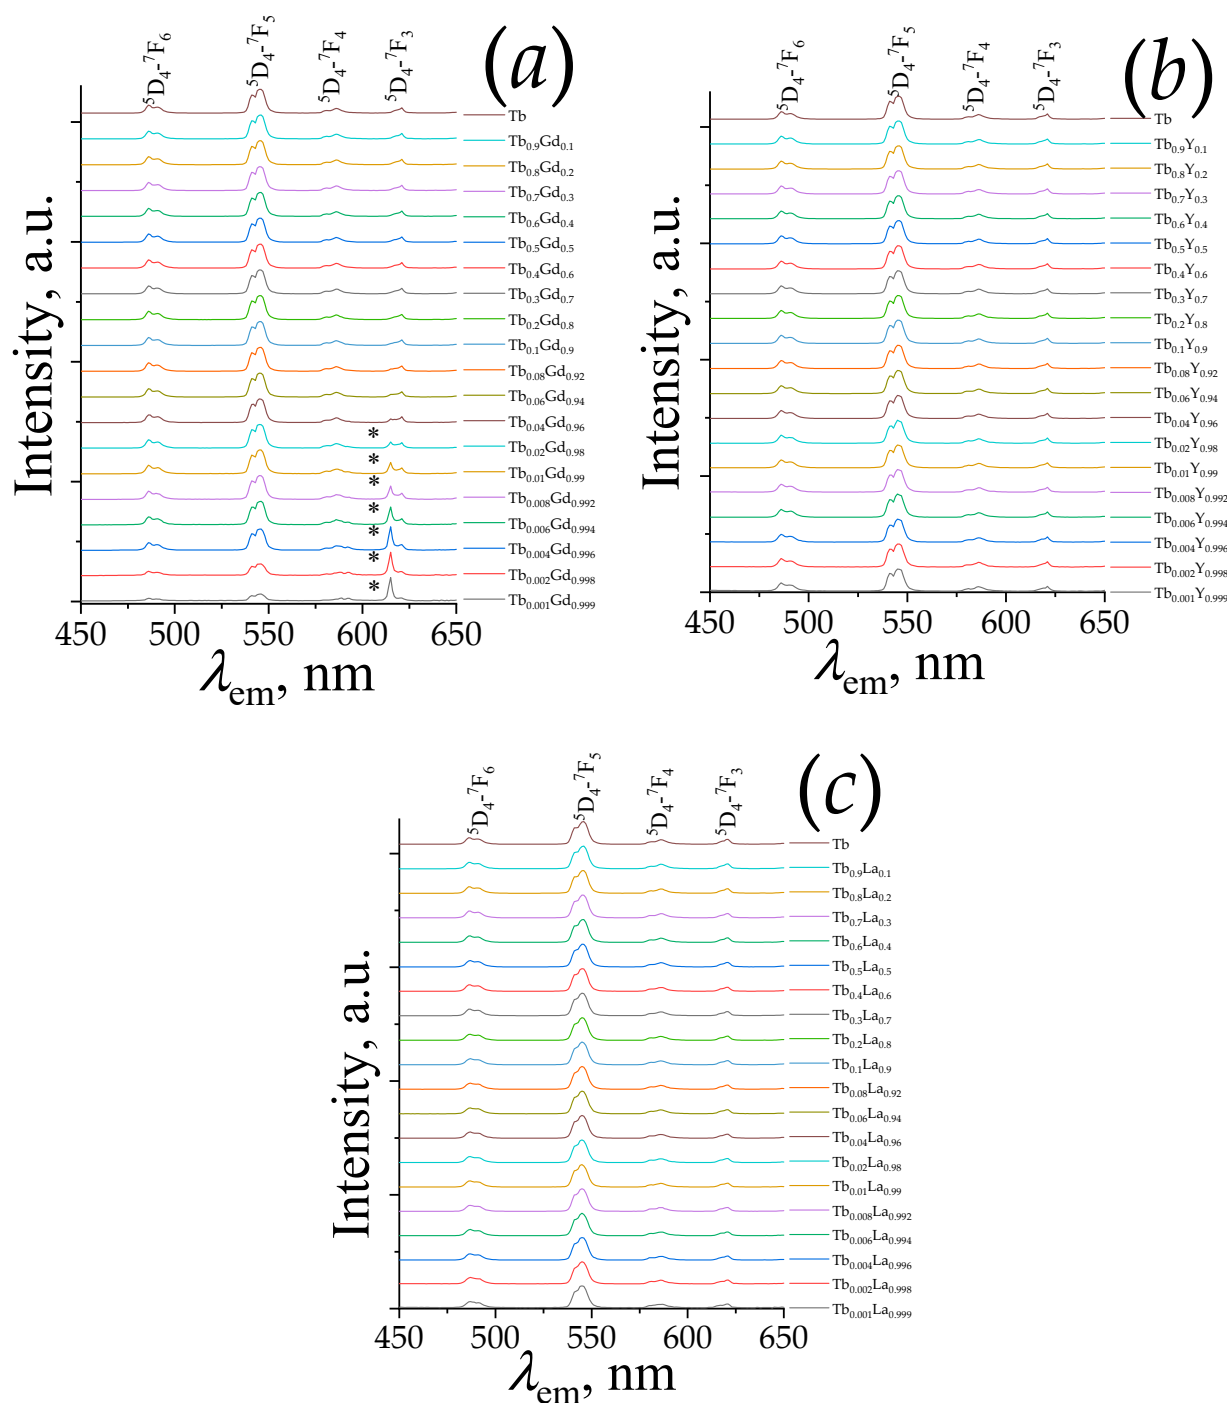 (a)
⁵D₄-⁷F₆
⁵D₄-⁷F₅
⁵D₄-⁷F₄
⁵D₄-⁷F₃
Intensity, a.u.
Tb
Tb₀.₉Gd₀.₁
Tb₀.₈Gd₀.₂
Tb₀.₇Gd₀.₃
Tb₀.₆Gd₀.₄
Tb₀.₅Gd₀.₅
Tb₀.₄Gd₀.₆
Tb₀.₃Gd₀.₇
Tb₀.₂Gd₀.₈
Tb₀.₁Gd₀.₉
Tb₀.₀₈Gd₀.₉₂
Tb₀.₀₆Gd₀.₉₄
Tb₀.₀₄Gd₀.₉₆
* Tb₀.₀₂Gd₀.₉₈
* Tb₀.₀₁Gd₀.₉₉
* Tb₀.₀₀₈Gd₀.₉₉₂
* Tb₀.₀₀₆Gd₀.₉₉₄
* Tb₀.₀₀₄Gd₀.₉₉₆
* Tb₀.₀₀₂Gd₀.₉₉₈
* Tb₀.₀₀₁Gd₀.₉₉₉
450 500 550 600 650
λem, nm
(b)
⁵D₄-⁷F₆
⁵D₄-⁷F₅
⁵D₄-⁷F₄
⁵D₄-⁷F₃
Intensity, a.u.
Tb
Tb₀.₉Y₀.₁
Tb₀.₈Y₀.₂
Tb₀.₇Y₀.₃
Tb₀.₆Y₀.₄
Tb₀.₅Y₀.₅
Tb₀.₄Y₀.₆
Tb₀.₃Y₀.₇
Tb₀.₂Y₀.₈
Tb₀.₁Y₀.₉
Tb₀.₀₈Y₀.₉₂
Tb₀.₀₆Y₀.₉₄
Tb₀.₀₄Y₀.₉₆
Tb₀.₀₂Y₀.₉₈
Tb₀.₀₁Y₀.₉₉
Tb₀.₀₀₈Y₀.₉₉₂
Tb₀.₀₀₆Y₀.₉₉₄
Tb₀.₀₀₄Y₀.₉₉₆
Tb₀.₀₀₂Y₀.₉₉₈
Tb₀.₀₀₁Y₀.₉₉₉
450 500 550 600 650
λem, nm
(c)
⁵D₄-⁷F₆
⁵D₄-⁷F₅
⁵D₄-⁷F₄
⁵D₄-⁷F₃
Intensity, a.u.
Tb
Tb₀.₉La₀.₁
Tb₀.₈La₀.₂
Tb₀.₇La₀.₃
Tb₀.₆La₀.₄
Tb₀.₅La₀.₅
Tb₀.₄La₀.₆
Tb₀.₃La₀.₇
Tb₀.₂La₀.₈
Tb₀.₁La₀.₉
Tb₀.₀₈La₀.₉₂
Tb₀.₀₆La₀.₉₄
Tb₀.₀₄La₀.₉₆
Tb₀.₀₂La₀.₉₈
Tb₀.₀₁La₀.₉₉
Tb₀.₀₀₈La₀.₉₉₂
Tb₀.₀₀₆La₀.₉₉₄
Tb₀.₀₀₄La₀.₉₉₆
Tb₀.₀₀₂La₀.₉₉₈
Tb₀.₀₀₁La₀.₉₉₉
450 500 550 600 650
λem, nm